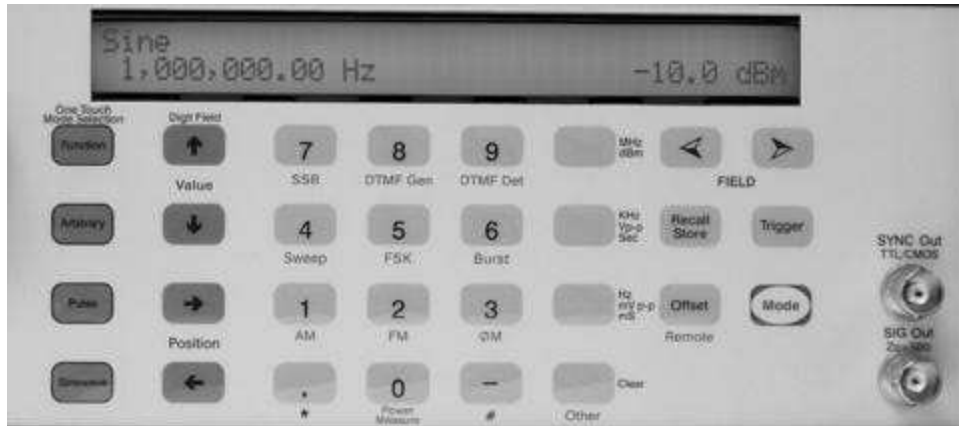 Sine
1,000,000.00 Hz -10.0 dBm
One Touch
Mode Selection
Digit Field
Function
7 8 9
MHz
dBm
SSB DTMF Gen DTMF Det
FIELD
Value
Arbitrary
4 5 6
KHz
Vp-p
Sec
Recall
Store
Trigger
Sweep FSK Burst
SYNC Out
TTL/CMOS
Pulse
1 2 3
Hz
mV p-p
mS
Offset
Mode
AM FM ØM
Remote
Position
SIG Out
. 0 -
Clear
* Power
Measure
# Other